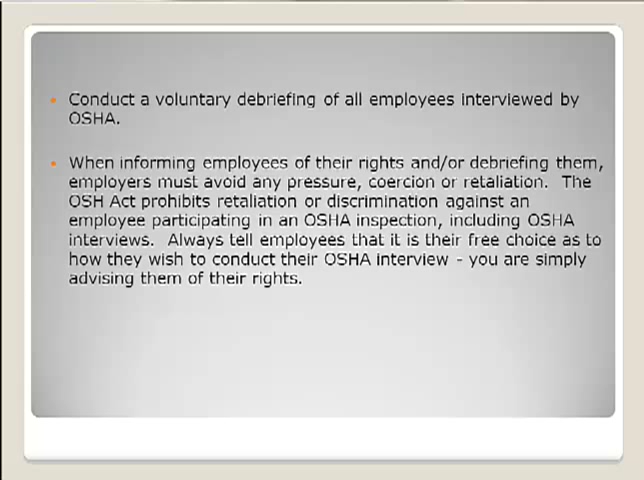 Conduct a voluntary debriefing of all employees interviewed by
OSHA.
When informing employees of their rights and/or debriefing them,
employers must avoid any pressure, coercion or retaliation. The
OSH Act prohibits retaliation or discrimination against an
employee participating in an OSHA inspection, including OSHA
interviews. Always tell employees that it is their free choice as to
how they wish to conduct their OSHA interview - you are simply
advising them of their rights.